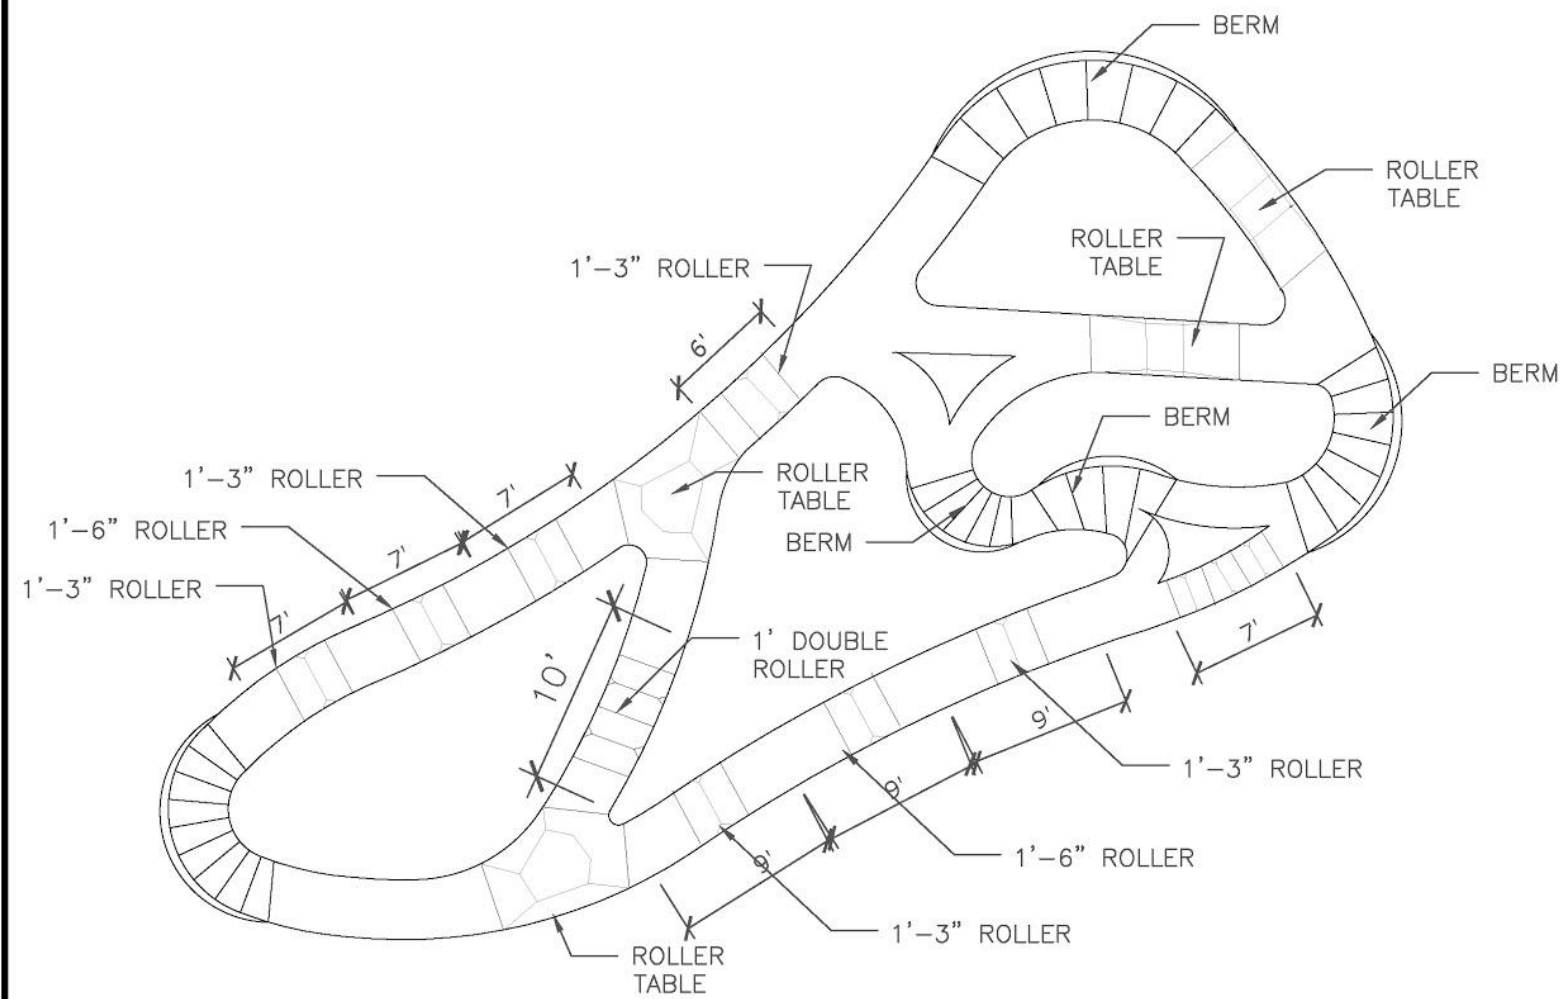 BERM
ROLLER
TABLE
ROLLER
TABLE
1'-3" ROLLER
6'
BERM
BERM
ROLLER
TABLE
1'-3" ROLLER
7'
1'-6" ROLLER
7'
BERM
1'-3" ROLLER
7'
1' DOUBLE
ROLLER
7'
10'
9'
1'-3" ROLLER
9'
1'-6" ROLLER
9'
1'-3" ROLLER
ROLLER
TABLE